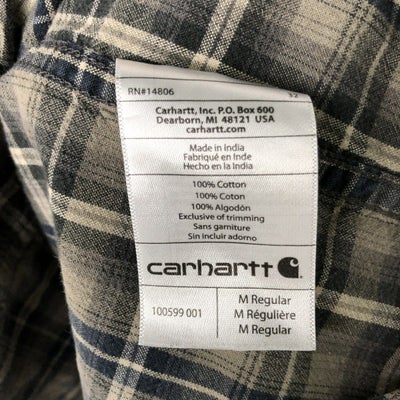 RN#14806
Carhartt, Inc. P.O. Box 600
Dearborn, MI 48121 USA
carhartt.com
Made in India
Fabriqué en Inde
Hecho en la India
100% Cotton
100% Coton
100% Algodón
Exclusive of trimming
Sans garniture
Sin incluir adorno
carhartt
100599 001
M Regular
M Régulière
M Regular